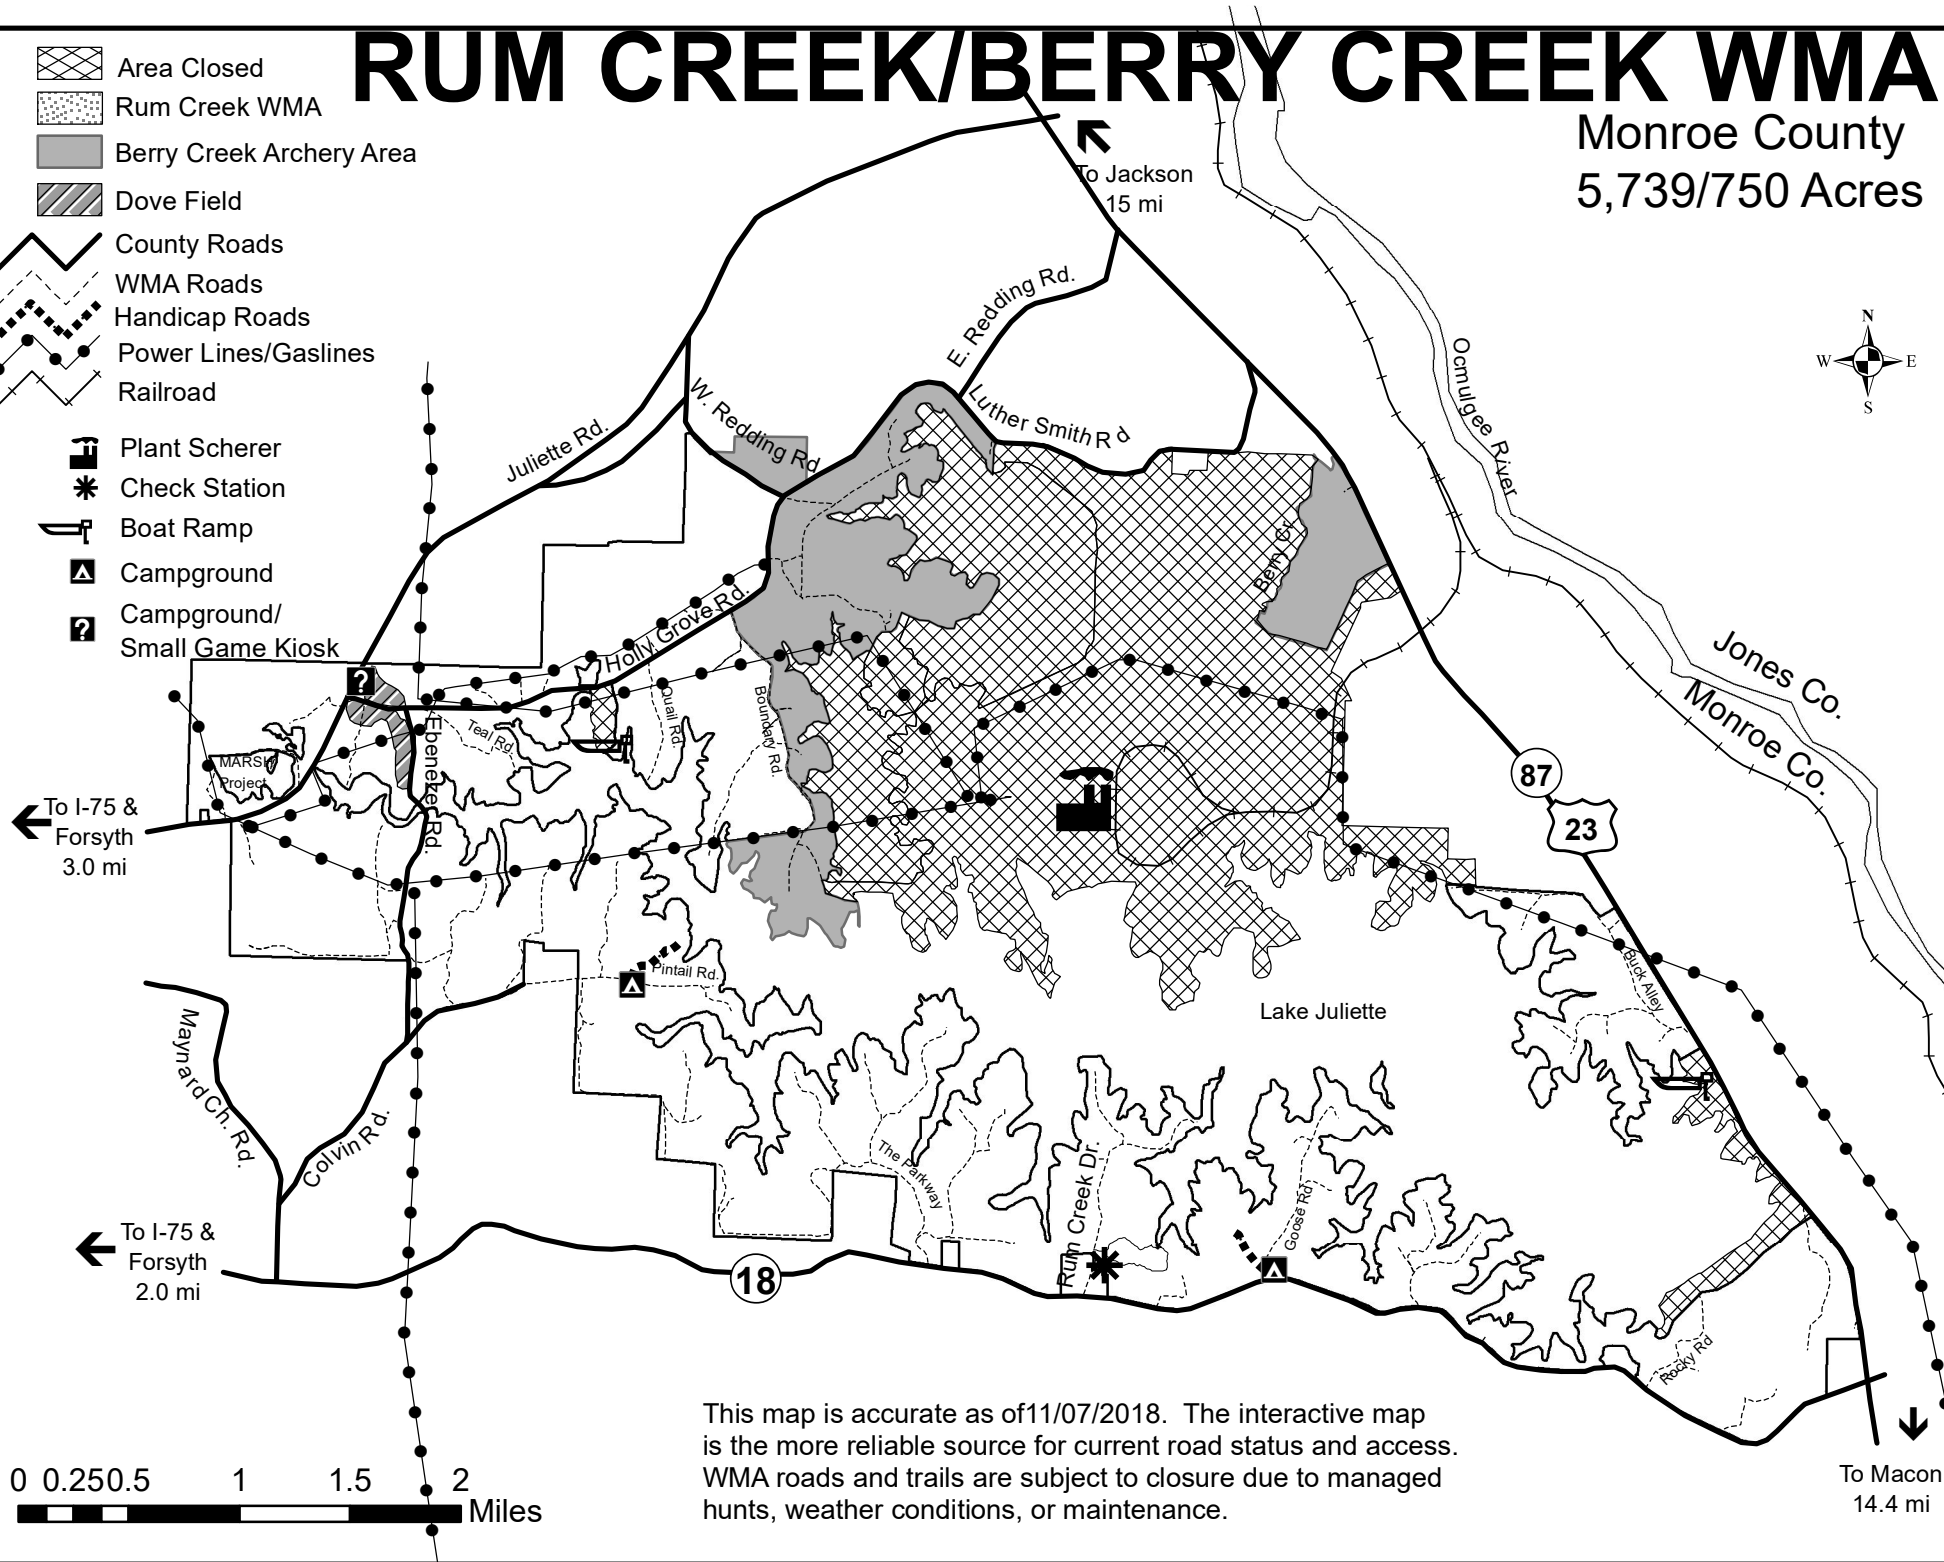 RUM CREEK/BERRY CREEK WMA
Monroe County
5,739/750 Acres
Area Closed
Rum Creek WMA
Berry Creek Archery Area
Dove Field
County Roads
WMA Roads
Handicap Roads
Power Lines/Gaslines
Railroad
Plant Scherer
Check Station
Boat Ramp
Campground
?
Campground/
Small Game Kiosk
To Jackson
15 mi
N
W E
S
E. Redding Rd.
Luther Smith Rd
W. Redding Rd
Juliette Rd.
Ocmulgee River
Berry Cr.
Holly Grove Rd.
Jones Co.
Monroe Co.
?
Quail Rd.
Boundary Rd.
Teal Rd.
Ebenezer Rd.
MARSH
Project
87
23
To I-75 &
Forsyth
3.0 mi
Pintail Rd.
Buck Alley
Lake Juliette
Maynard Ch. Rd.
Colvin Rd.
The Parkway
Rum Creek Dr.
Goose Rd
To I-75 &
Forsyth
2.0 mi
18
Rocky Rd
This map is accurate as of11/07/2018.  The interactive map
is the more reliable source for current road status and access.
WMA roads and trails are subject to closure due to managed
hunts, weather conditions, or maintenance.
0 0.25 0.5 1 1.5 2
Miles
To Macon
14.4 mi